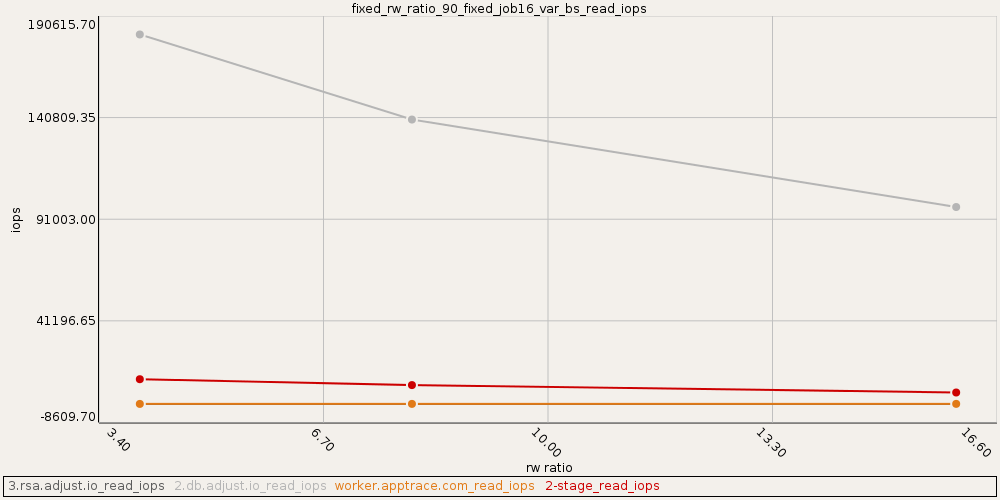 fixed_rw_ratio_90_fixed_job16_var_bs_read_iops
190615.70
140809.35
91003.00
41196.65
-8609.70
iops
3.40 6.70 10.00 13.30 16.60
rw ratio
3.rsa.adjust.io_read_iops 2.db.adjust.io_read_iops worker.apptrace.com_read_iops 2-stage_read_iops